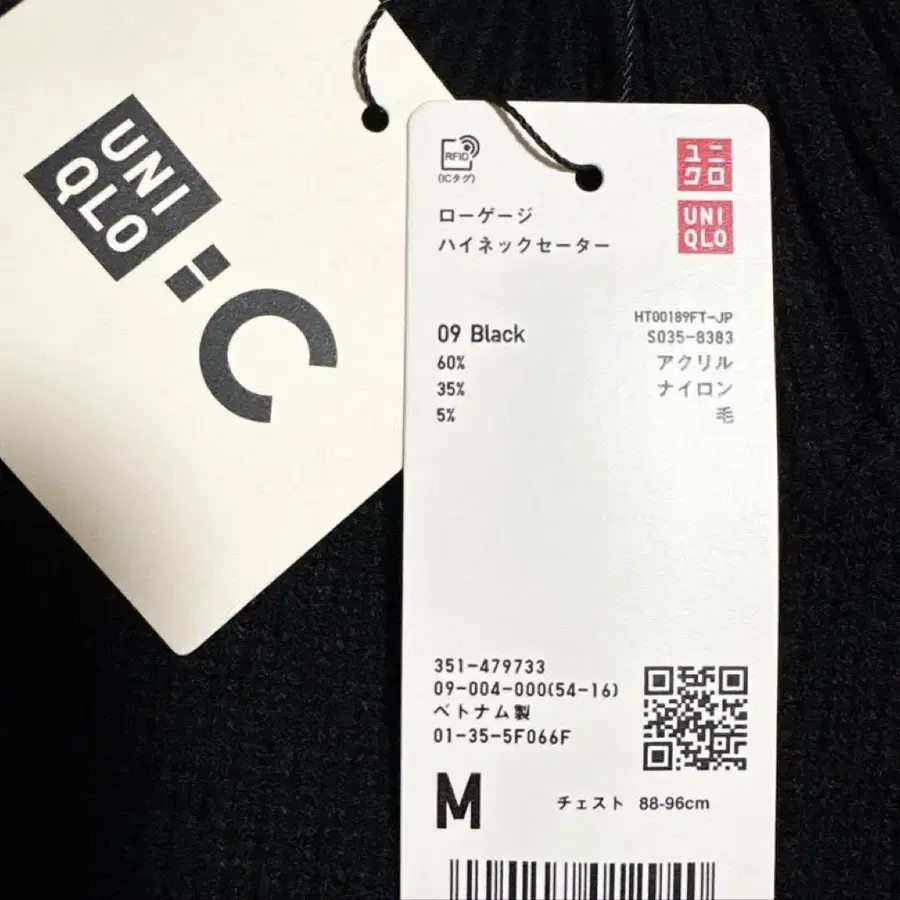 UNI
QLO
:C
RFID
(ICタグ)
ユニ
クロ
UNI
QLO
ローゲージ
ハイネックセーター
HT00189FT-JP
09 Black S035-8383
60% アクリル
35% ナイロン
5% 毛
351-479733
09-004-000(54-16)
ベトナム製
01-35-5F066F
M チェスト 88-96cm